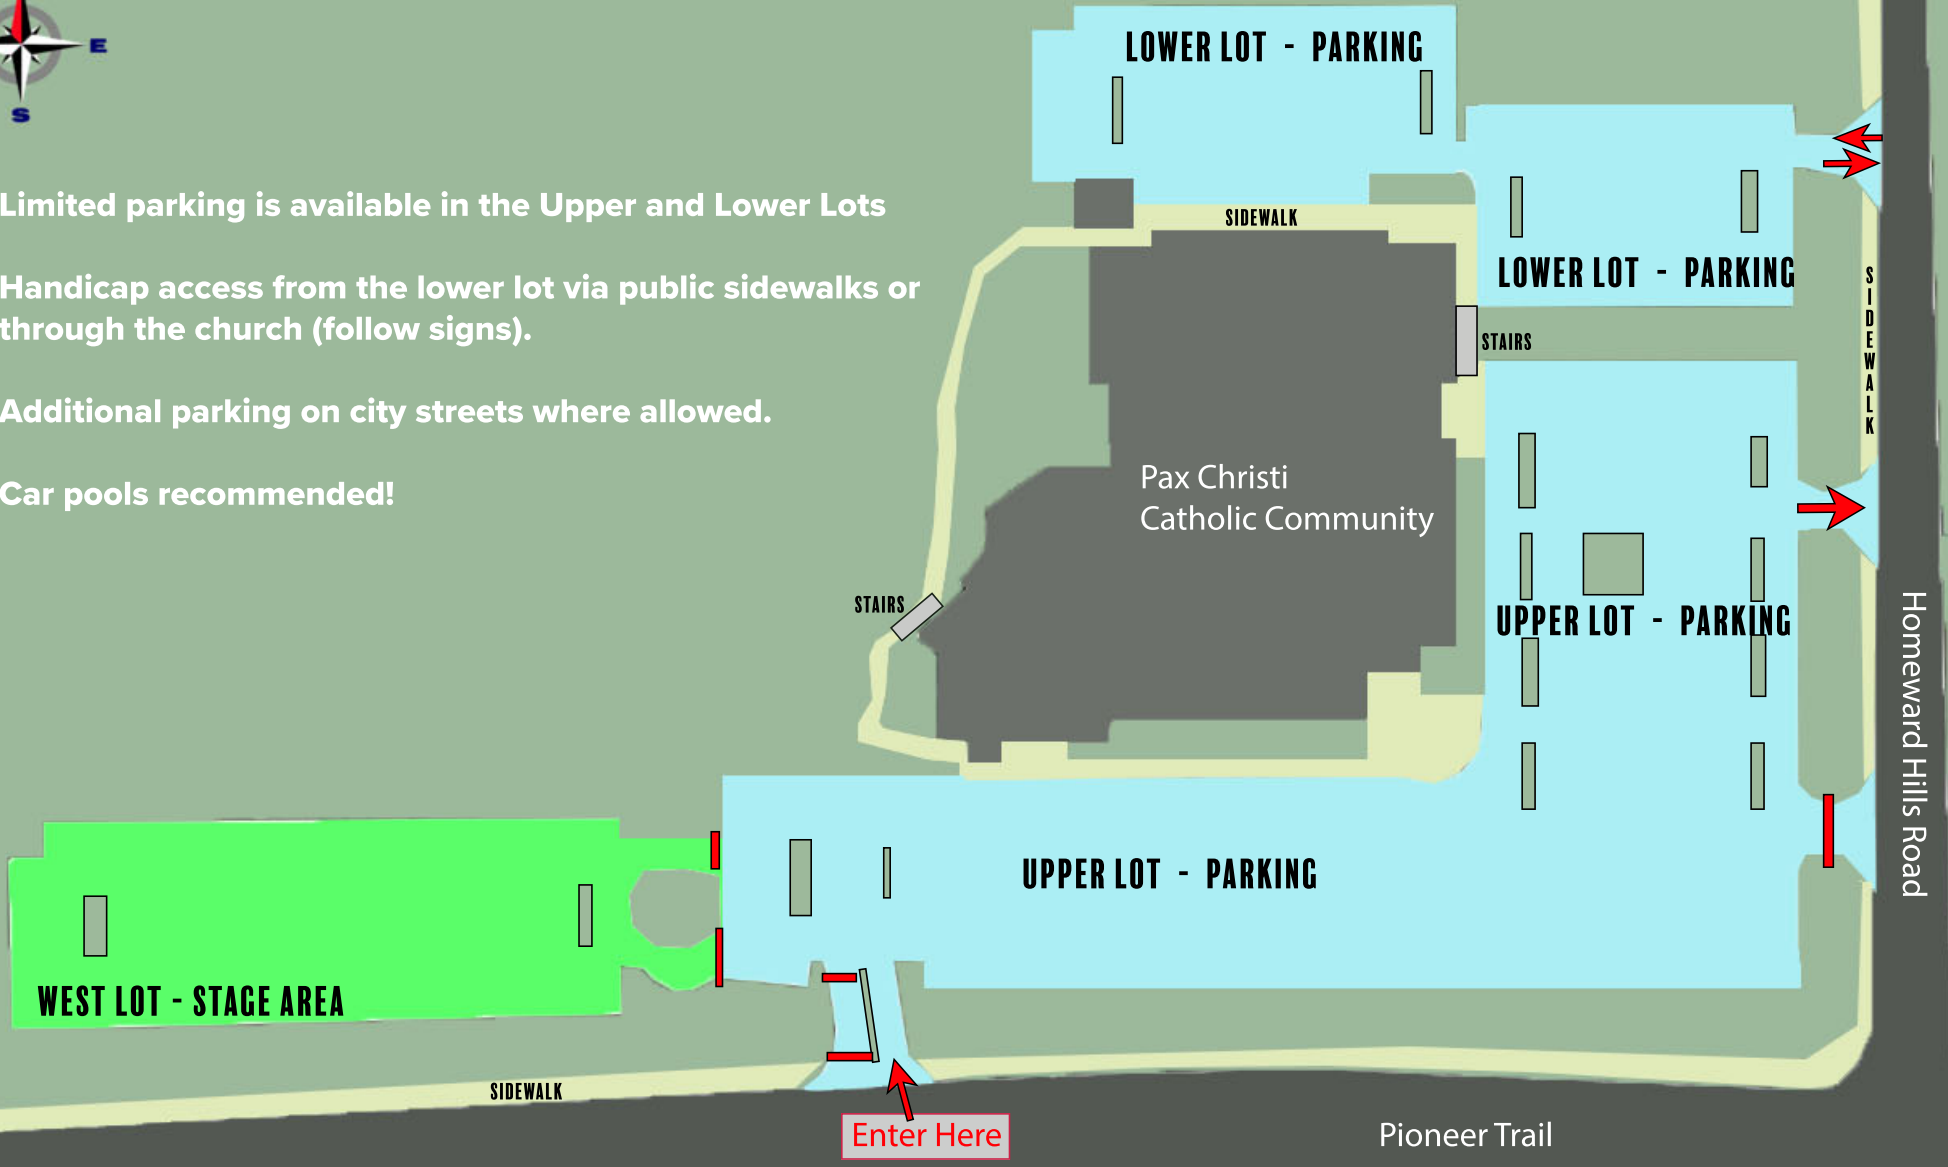 LOWER LOT - PARKING
E
S
Limited parking is available in the Upper and Lower Lots
SIDEWALK
LOWER LOT - PARKING
Handicap access from the lower lot via public sidewalks or
through the church (follow signs).
SIDEWALK
STAIRS
Additional parking on city streets where allowed.
Car pools recommended!
Pax Christi
Catholic Community
STAIRS
UPPER LOT - PARKING
Homeward Hills Road
UPPER LOT - PARKING
WEST LOT - STAGE AREA
SIDEWALK
Enter Here
Pioneer Trail